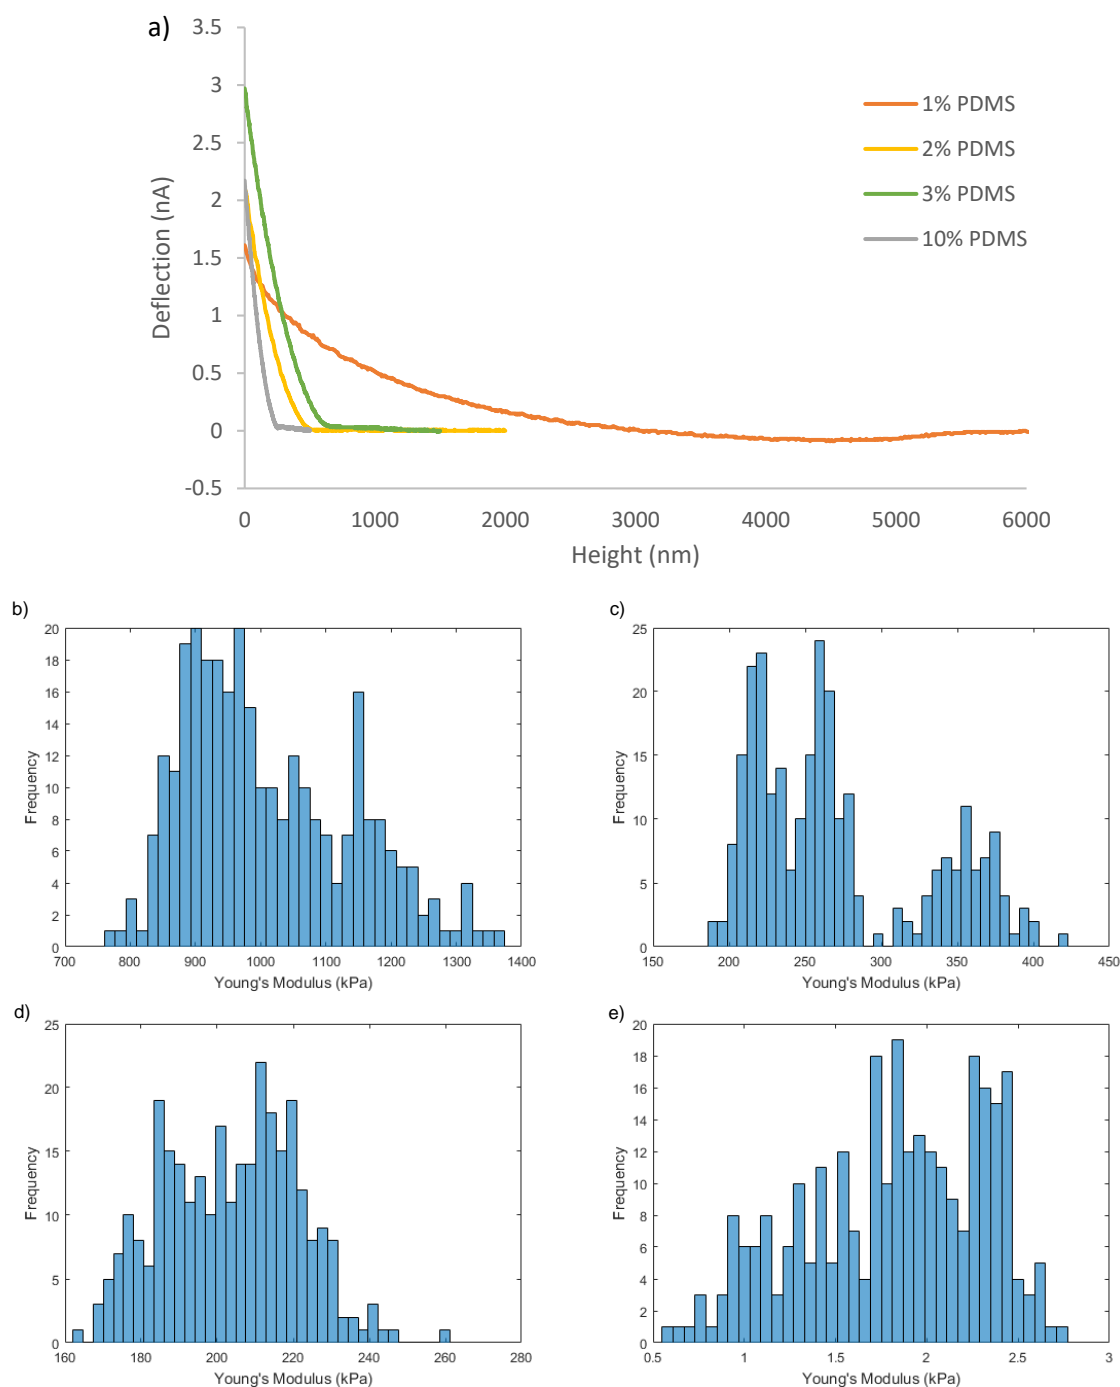 a)
3.5
3
2.5
2
1.5
1
0.5
0
-0.5
Deflection (nA)
0 1000 2000 3000 4000 5000 6000
Height (nm)
1% PDMS
2% PDMS
3% PDMS
10% PDMS
b)
20
18
16
14
12
10
8
6
4
2
0
Frequency
700 800 900 1000 1100 1200 1300 1400
Young's Modulus (kPa)
c)
25
20
15
10
5
0
Frequency
150 200 250 300 350 400 450
Young's Modulus (kPa)
d)
25
20
15
10
5
0
Frequency
160 180 200 220 240 260 280
Young's Modulus (kPa)
e)
20
18
16
14
12
10
8
6
4
2
0
Frequency
0.5 1 1.5 2 2.5 3
Young's Modulus (kPa)